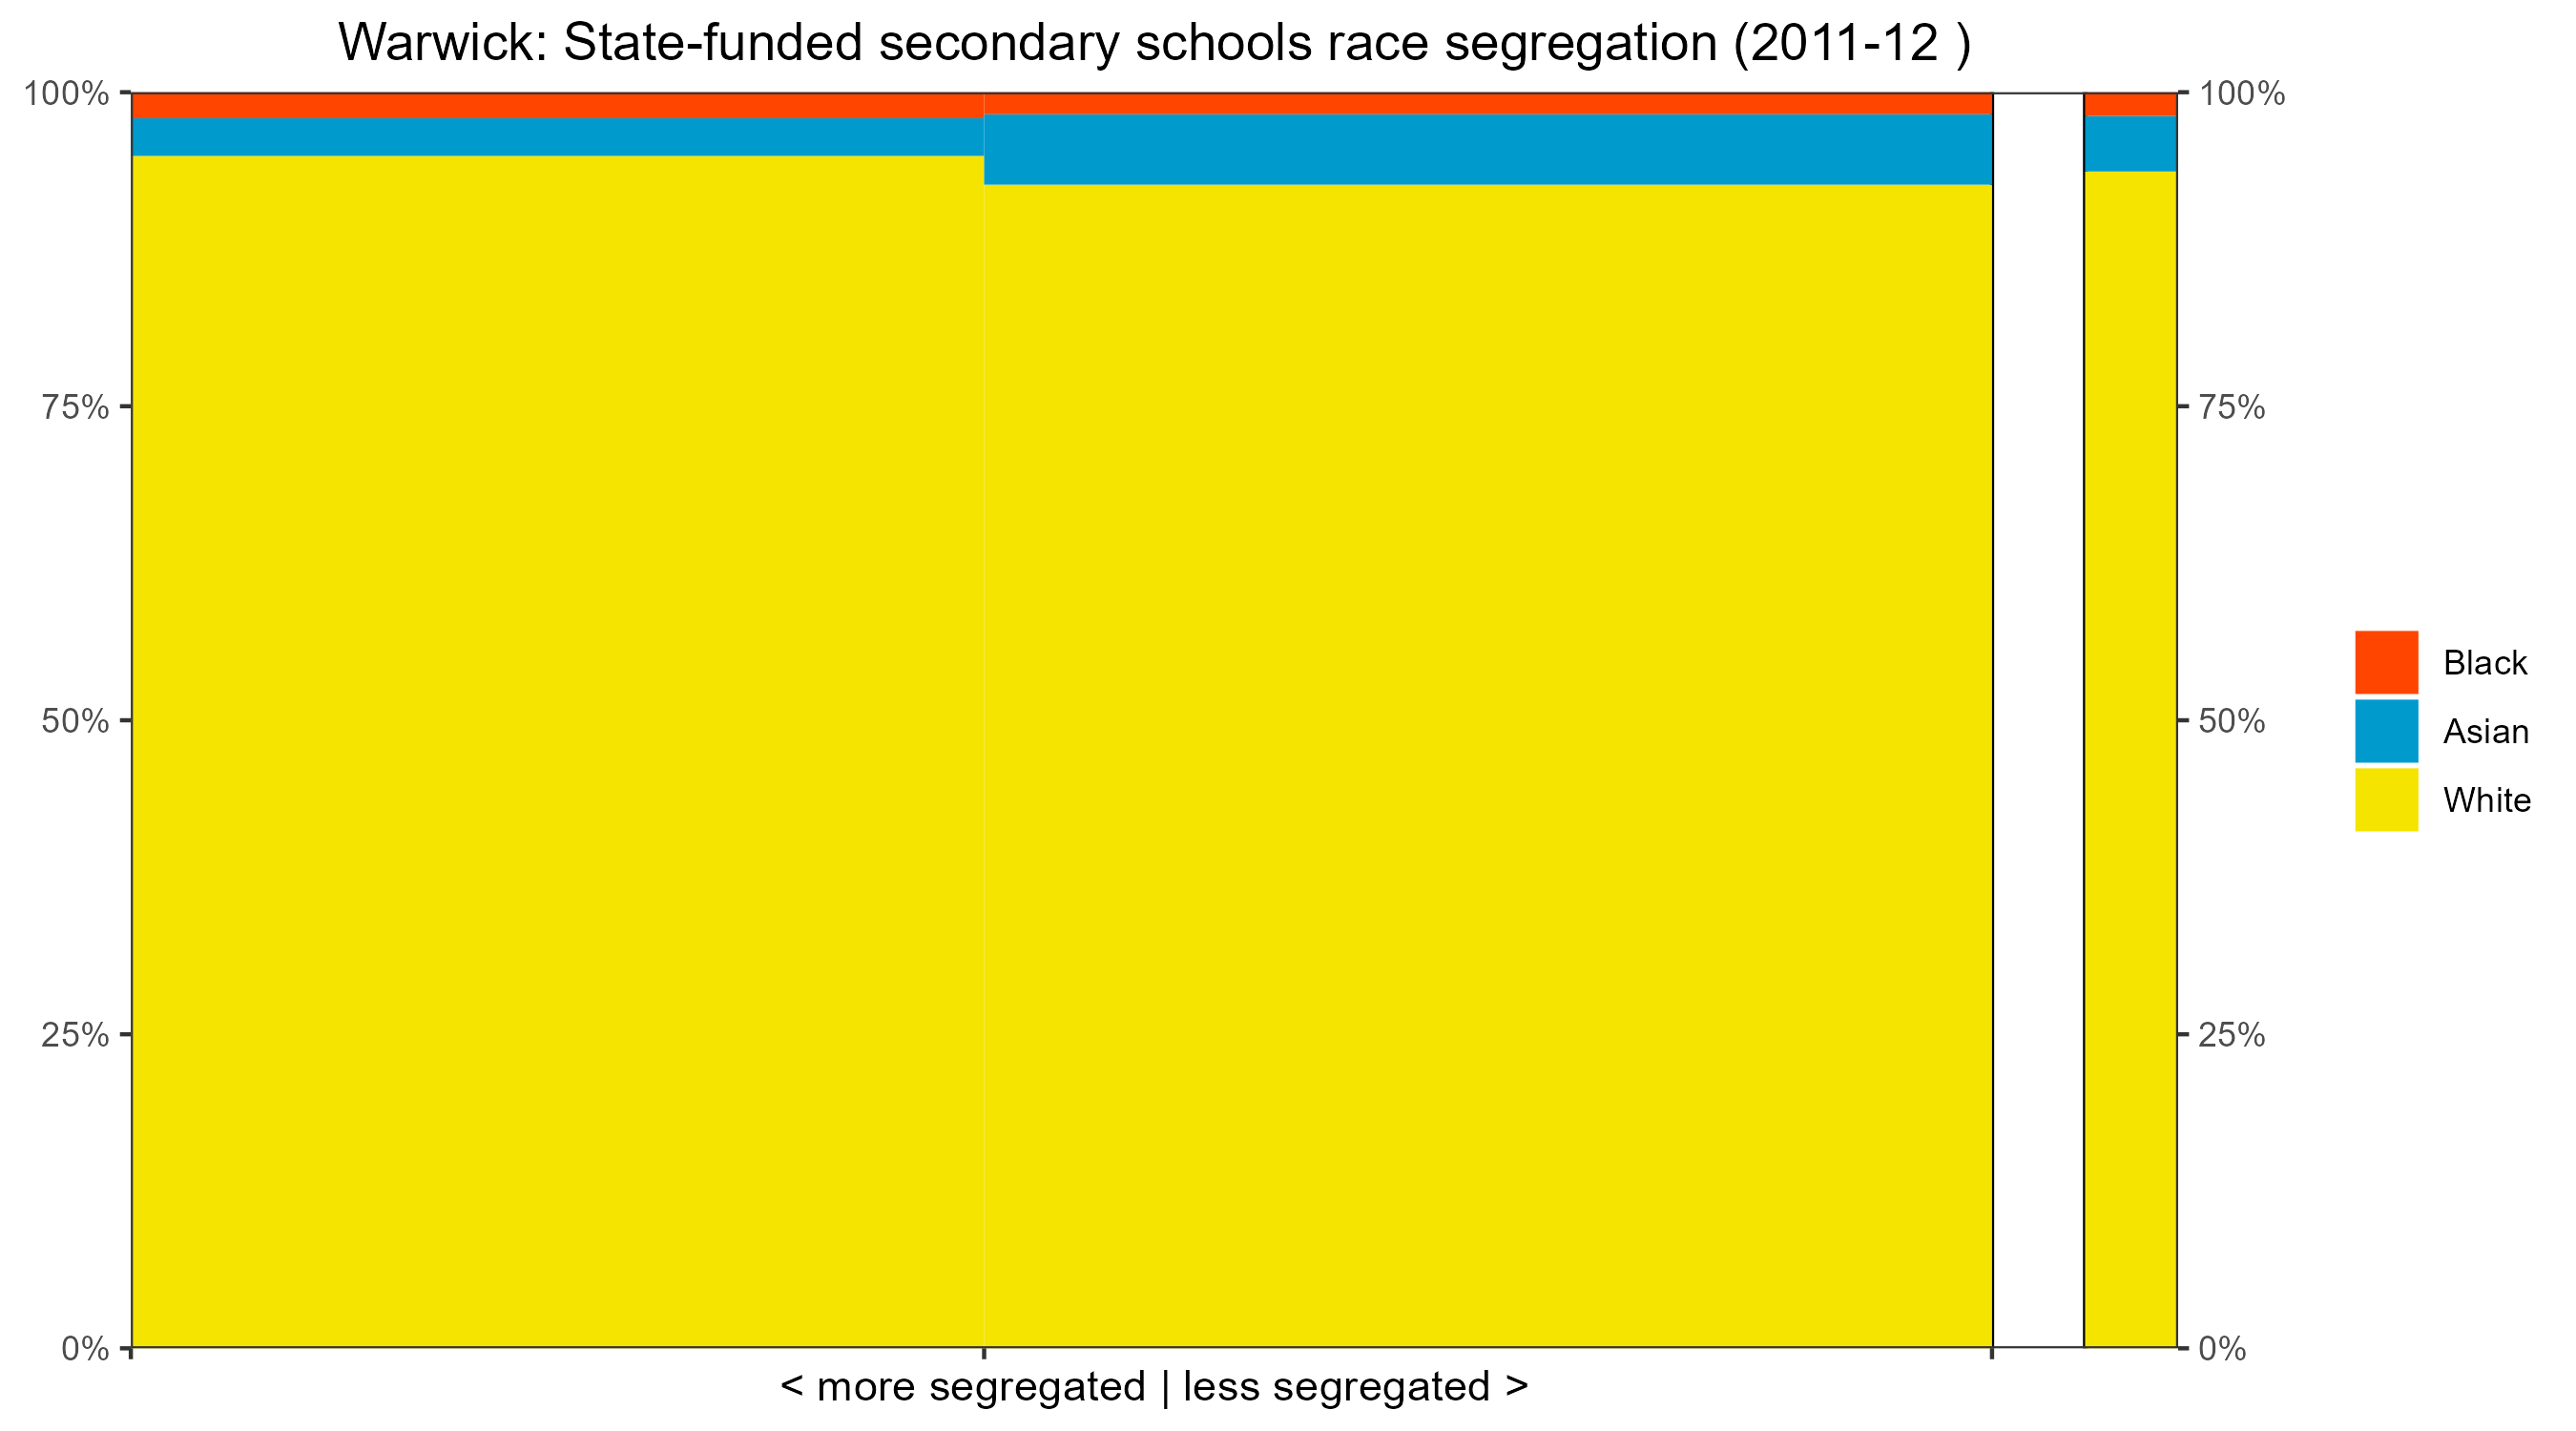 Warwick: State-funded secondary schools race segregation (2011-12 )
100%
75%
50%
25%
0%
100%
75%
50%
25%
0%
Black
Asian
White
< more segregated | less segregated >